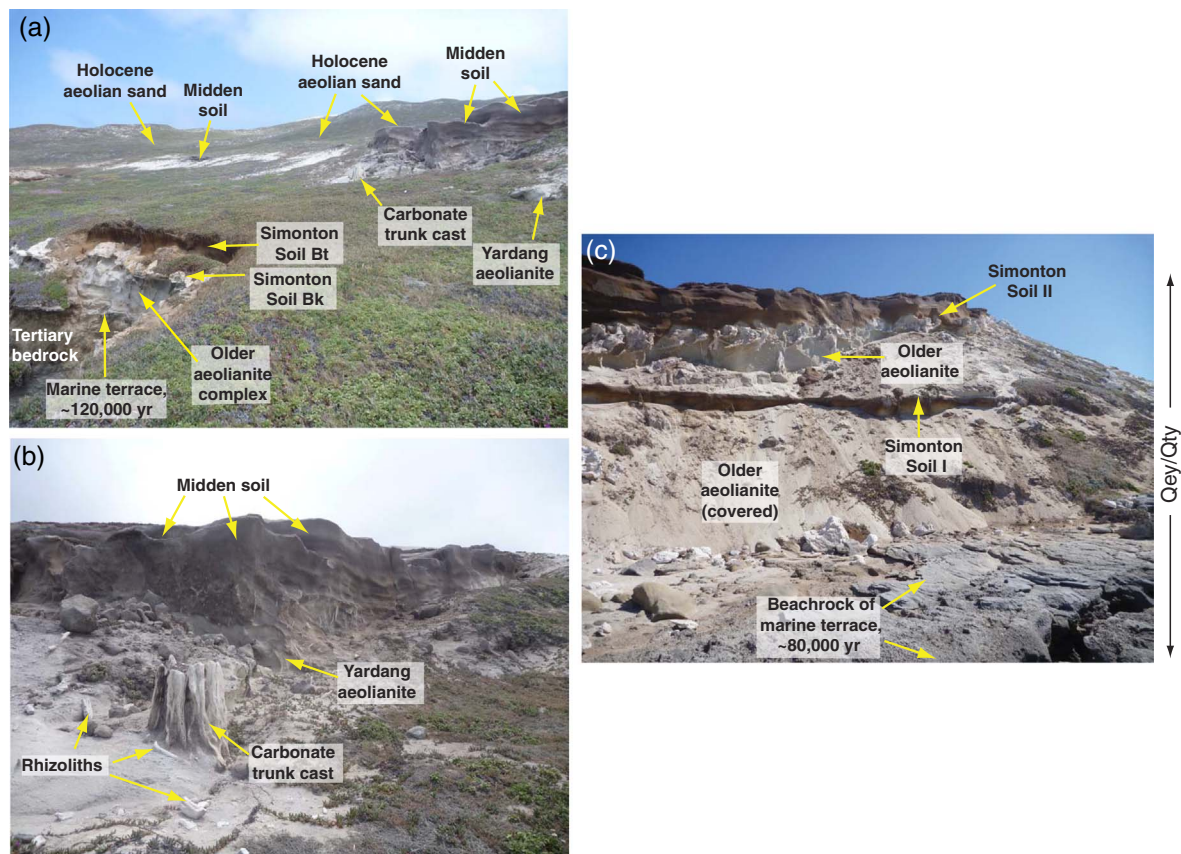 (a)
Holocene
aeolian sand
Midden
soil
Holocene
aeolian sand
Midden
soil
Carbonate
trunk cast
Yardang
aeolianite
Simonton
Soil Bt
Simonton
Soil Bk
Tertiary
bedrock
Marine terrace,
~120,000 yr
Older
aeolianite
complex
(b)
Midden soil
Yardang
aeolianite
Carbonate
trunk cast
Rhizoliths
(c)
Simonton
Soil II
Older
aeolianite
Simonton
Soil I
Older
aeolianite
(covered)
Beachrock of
marine terrace,
~80,000 yr
Qey/Qty